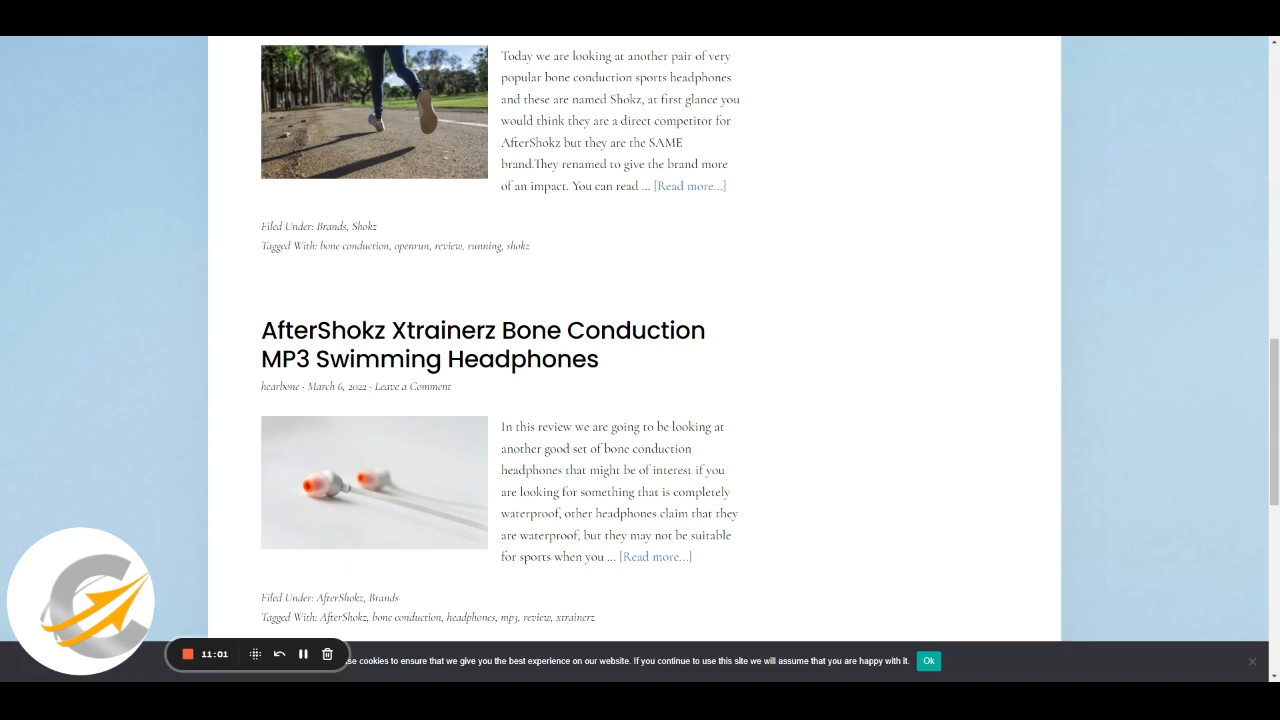 Today we are looking at another pair of very
popular bone conduction sports headphones
and these are named Shokz, at first glance you
would think they are a direct competitor for
AfterShokz but they are the SAME
brand.They renamed to give the brand more
of an impact. You can read ... [Read more...]
Filed Under: Brands, Shokz
Tagged With: bone conduction, openrun, review, running, shokz
AfterShokz Xtrainerz Bone Conduction
MP3 Swimming Headphones
hearbone · March 6, 2022 · Leave a Comment
In this review we are going to be looking at
another good set of bone conduction
headphones that might be of interest if you
are looking for something that is completely
waterproof, other headphones claim that they
are waterproof, but they may not be suitable
for sports when you ... [Read more...]
Filed Under: AfterShokz, Brands
Tagged With: AfterShokz, bone conduction, headphones, mp3, review, xtrainerz
11:01
se cookies to ensure that we give you the best experience on our website. If you continue to use this site we will assume that you are happy with it. Ok